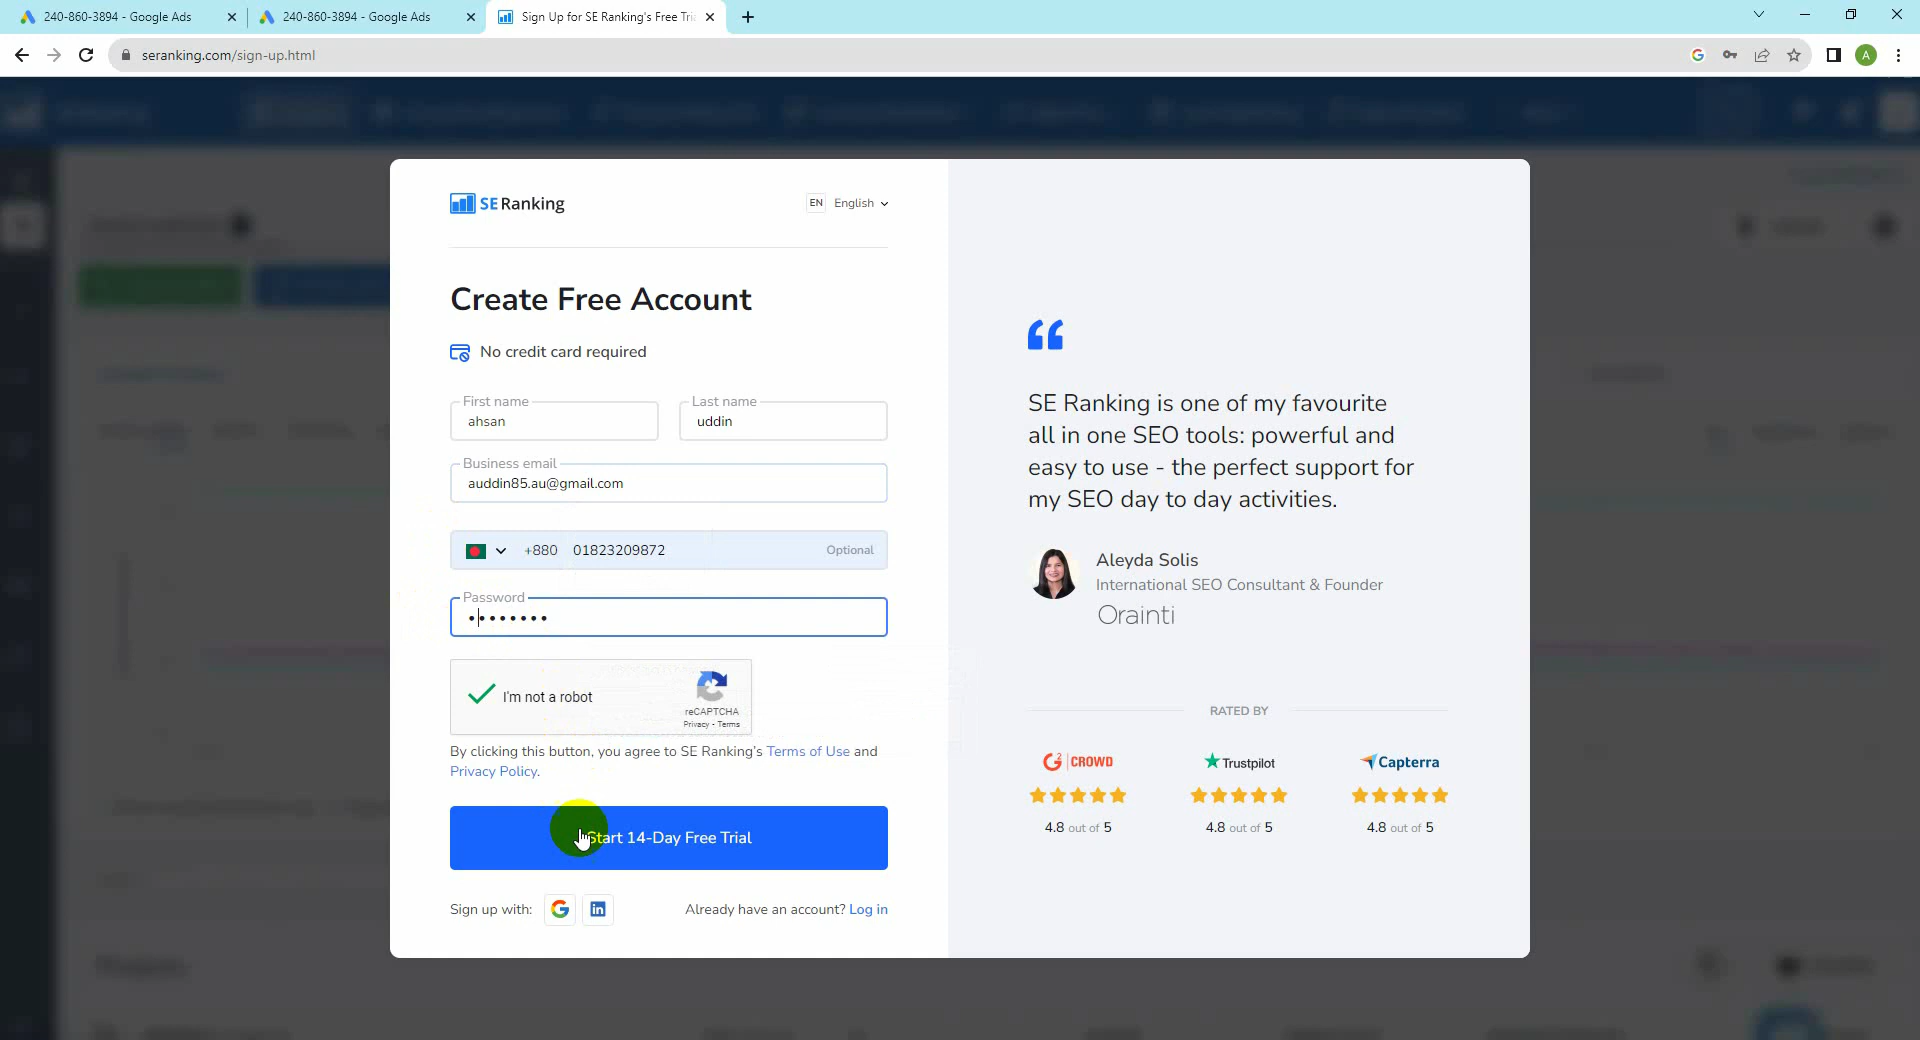 240-860-3894 - Google Ads
240-860-3894 - Google Ads
Sign Up for SE Ranking's Free Tri
seranking.com/sign-up.html
A
SE Ranking
EN English
Create Free Account
No credit card required
First name
ahsan
Last name
uddin
Business email
auddin85.au@gmail.com
+880 01823209872 Optional
Password
I'm not a robot
reCAPTCHA
Privacy - Terms
By clicking this button, you agree to SE Ranking's Terms of Use and
Privacy Policy.
Start 14-Day Free Trial
Sign up with:
in
Already have an account? Log in
SE Ranking is one of my favourite
all in one SEO tools: powerful and
easy to use - the perfect support for
my SEO day to day activities.
Aleyda Solis
International SEO Consultant & Founder
Orainti
RATED BY
G2 CROWD
Trustpilot
Capterra
4.8 out of 5
4.8 out of 5
4.8 out of 5